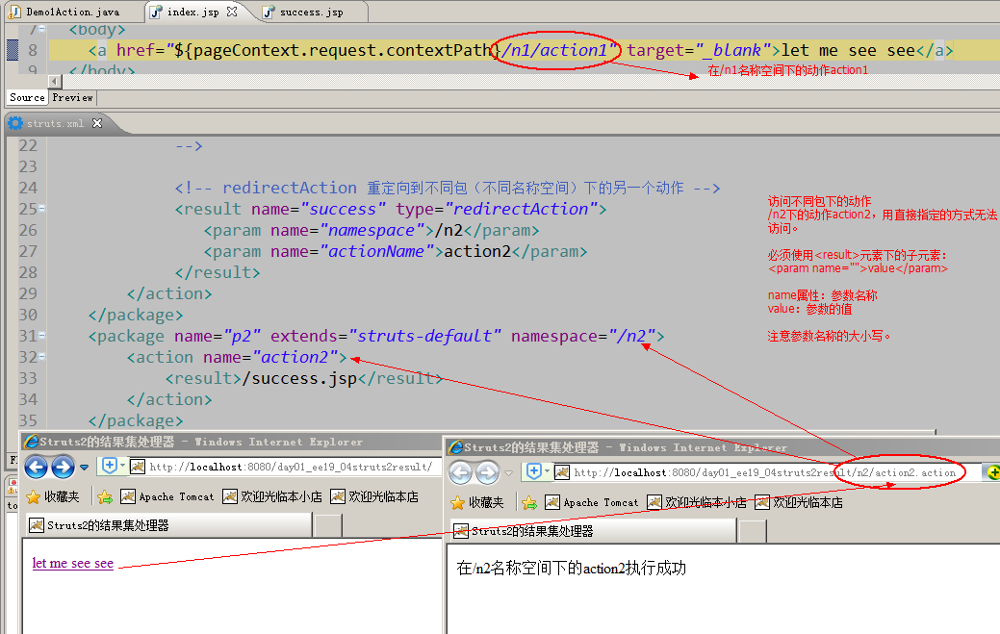 Demo1Action.java
index.jsp
success.jsp
7
<body>
8
<a href="${pageContext.request.contextPath}/n1/action1" target="_blank">let me see see</a>
9
</body>
在/n1名称空间下的动作action1
Source
Preview
struts.xml
22
-->
23
24
<!-- redirectAction 重定向到不同包（不同名称空间）下的另一个动作 -->
25
<result name="success" type="redirectAction">
26
<param name="namespace">/n2</param>
27
<param name="actionName">action2</param>
28
</result>
29
</action>
30
</package>
31
<package name="p2" extends="struts-default" namespace="/n2">
32
<action name="action2">
33
<result>/success.jsp</result>
34
</action>
35
</package>
访问不同包下的动作
/n2下的动作action2，用直接指定的方式无法
访问。
必须使用<result>元素下的子元素：
<param name="">value</param>
name属性：参数名称
value：参数的值
注意参数名称的大小写。
Struts2的结果集处理器 - Windows Internet Explorer
http://localhost:8080/day01_ee19_04struts2result/
收藏夹
Apache Tomcat
欢迎光临本小店
欢迎光临本店
Struts2的结果集处理器
let me see see
Struts2的结果集处理器 - Windows Internet Explorer
http://localhost:8080/day01_ee19_04struts2result/n2/action2.action
收藏夹
Apache Tomcat
欢迎光临本小店
欢迎光临本店
Struts2的结果集处理器
在/n2名称空间下的action2执行成功